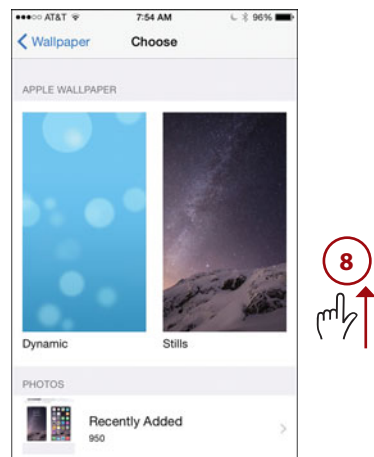 AT&T 7:54 AM 96%
Wallpaper Choose
APPLE WALLPAPER
Dynamic Stills
8
PHOTOS
Recently Added
950